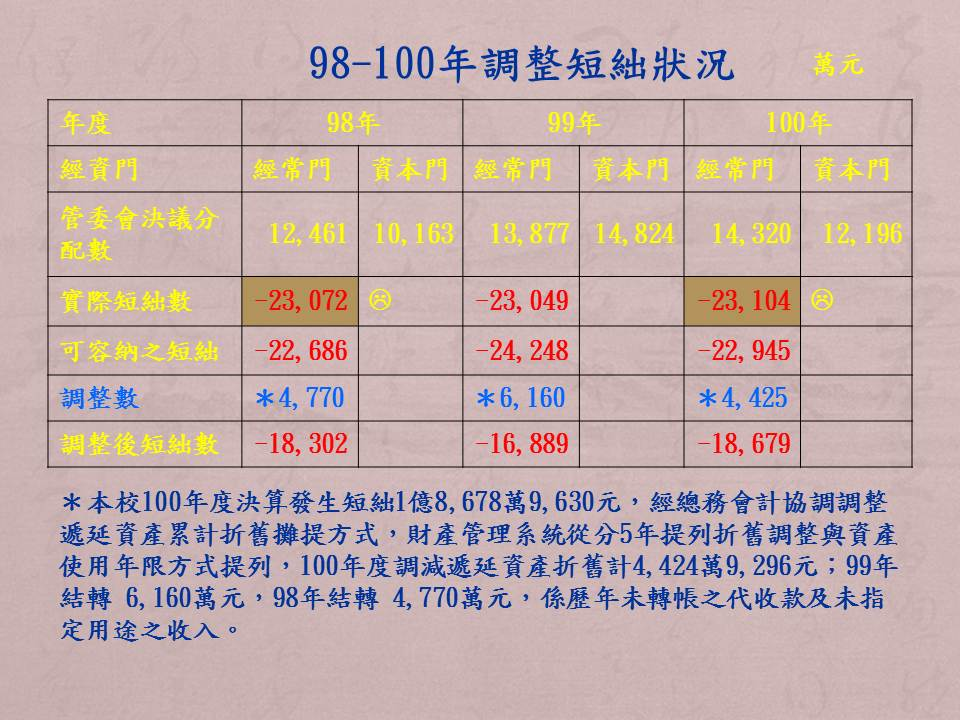 98-100年調整短絀狀況 萬元
年度 98年 99年 100年
經資門 經常門 資本門 經常門 資本門 經常門 資本門
管委會決議分
配數 12,461 10,163 13,877 14,824 14,320 12,196
實際短絀數 -23,072 ☹ -23,049 -23,104 ☹
可容納之短絀 -22,686 -24,248 -22,945
調整數 *4,770 *6,160 *4,425
調整後短絀數 -18,302 -16,889 -18,679
*本校100年度決算發生短絀1億8,678萬9,630元,經總務會計協調調整
遞延資產累計折舊攤提方式,財產管理系統從分5年提列折舊調整與資產
使用年限方式提列,100年度調減遞延資產折舊計4,424萬9,296元;99年
結轉 6,160萬元,98年結轉 4,770萬元,係歷年未轉帳之代收款及未指
定用途之收入。